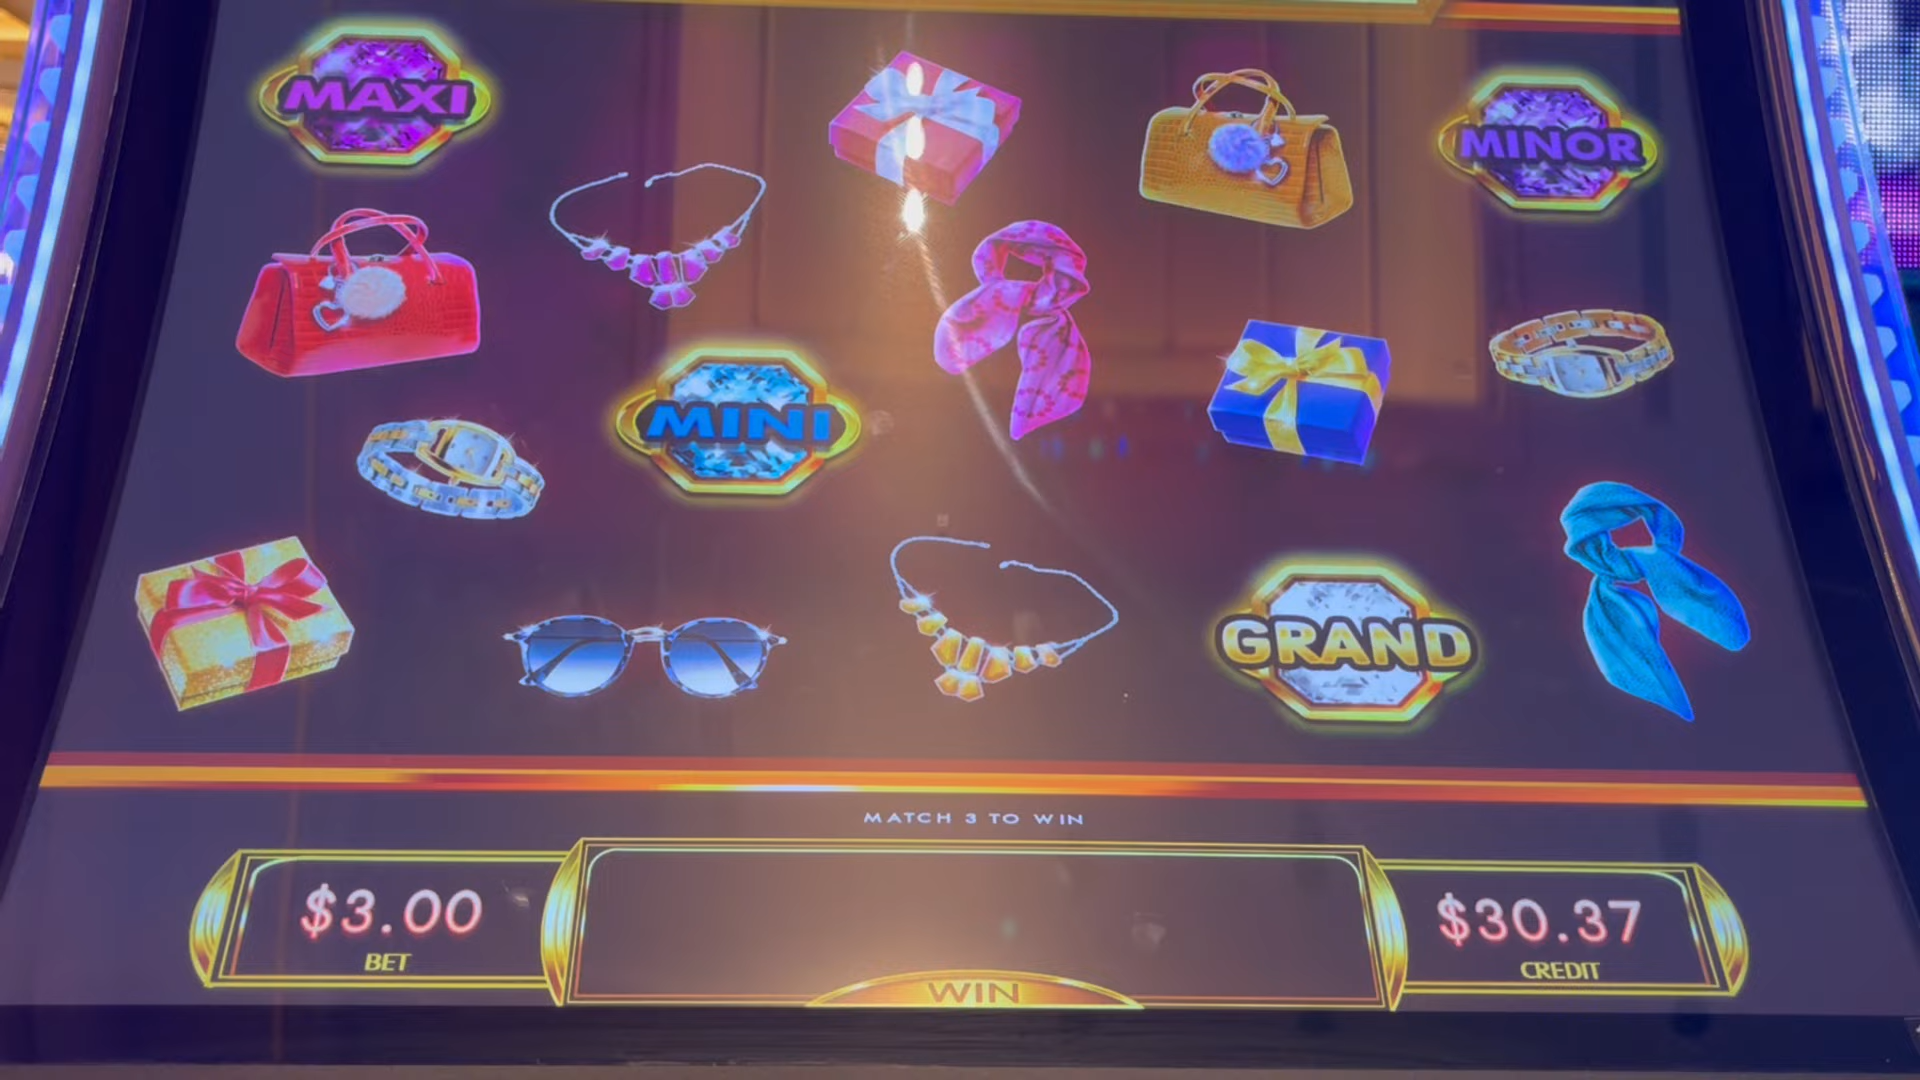 MAXI
MINOR
MINI
GRAND
MATCH 3 TO WIN
$3.00
BET
WIN
$30.37
CREDIT